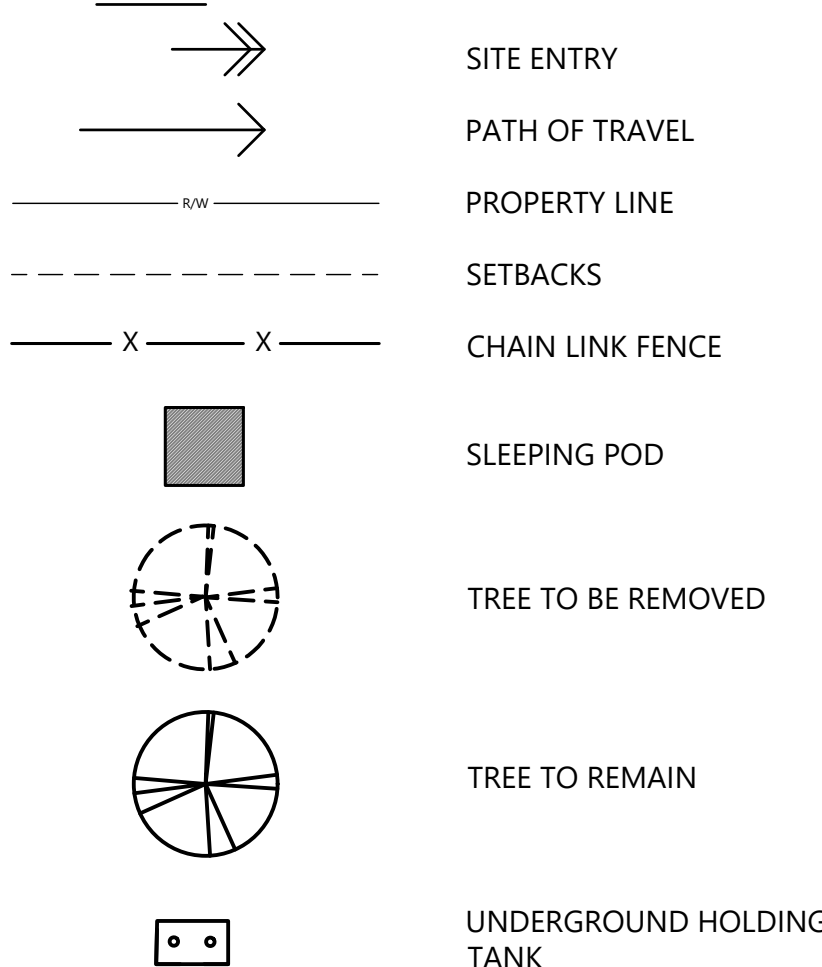 SITE ENTRY
PATH OF TRAVEL
R/W PROPERTY LINE
SETBACKS
X X CHAIN LINK FENCE
SLEEPING POD
TREE TO BE REMOVED
TREE TO REMAIN
UNDERGROUND HOLDING
TANK